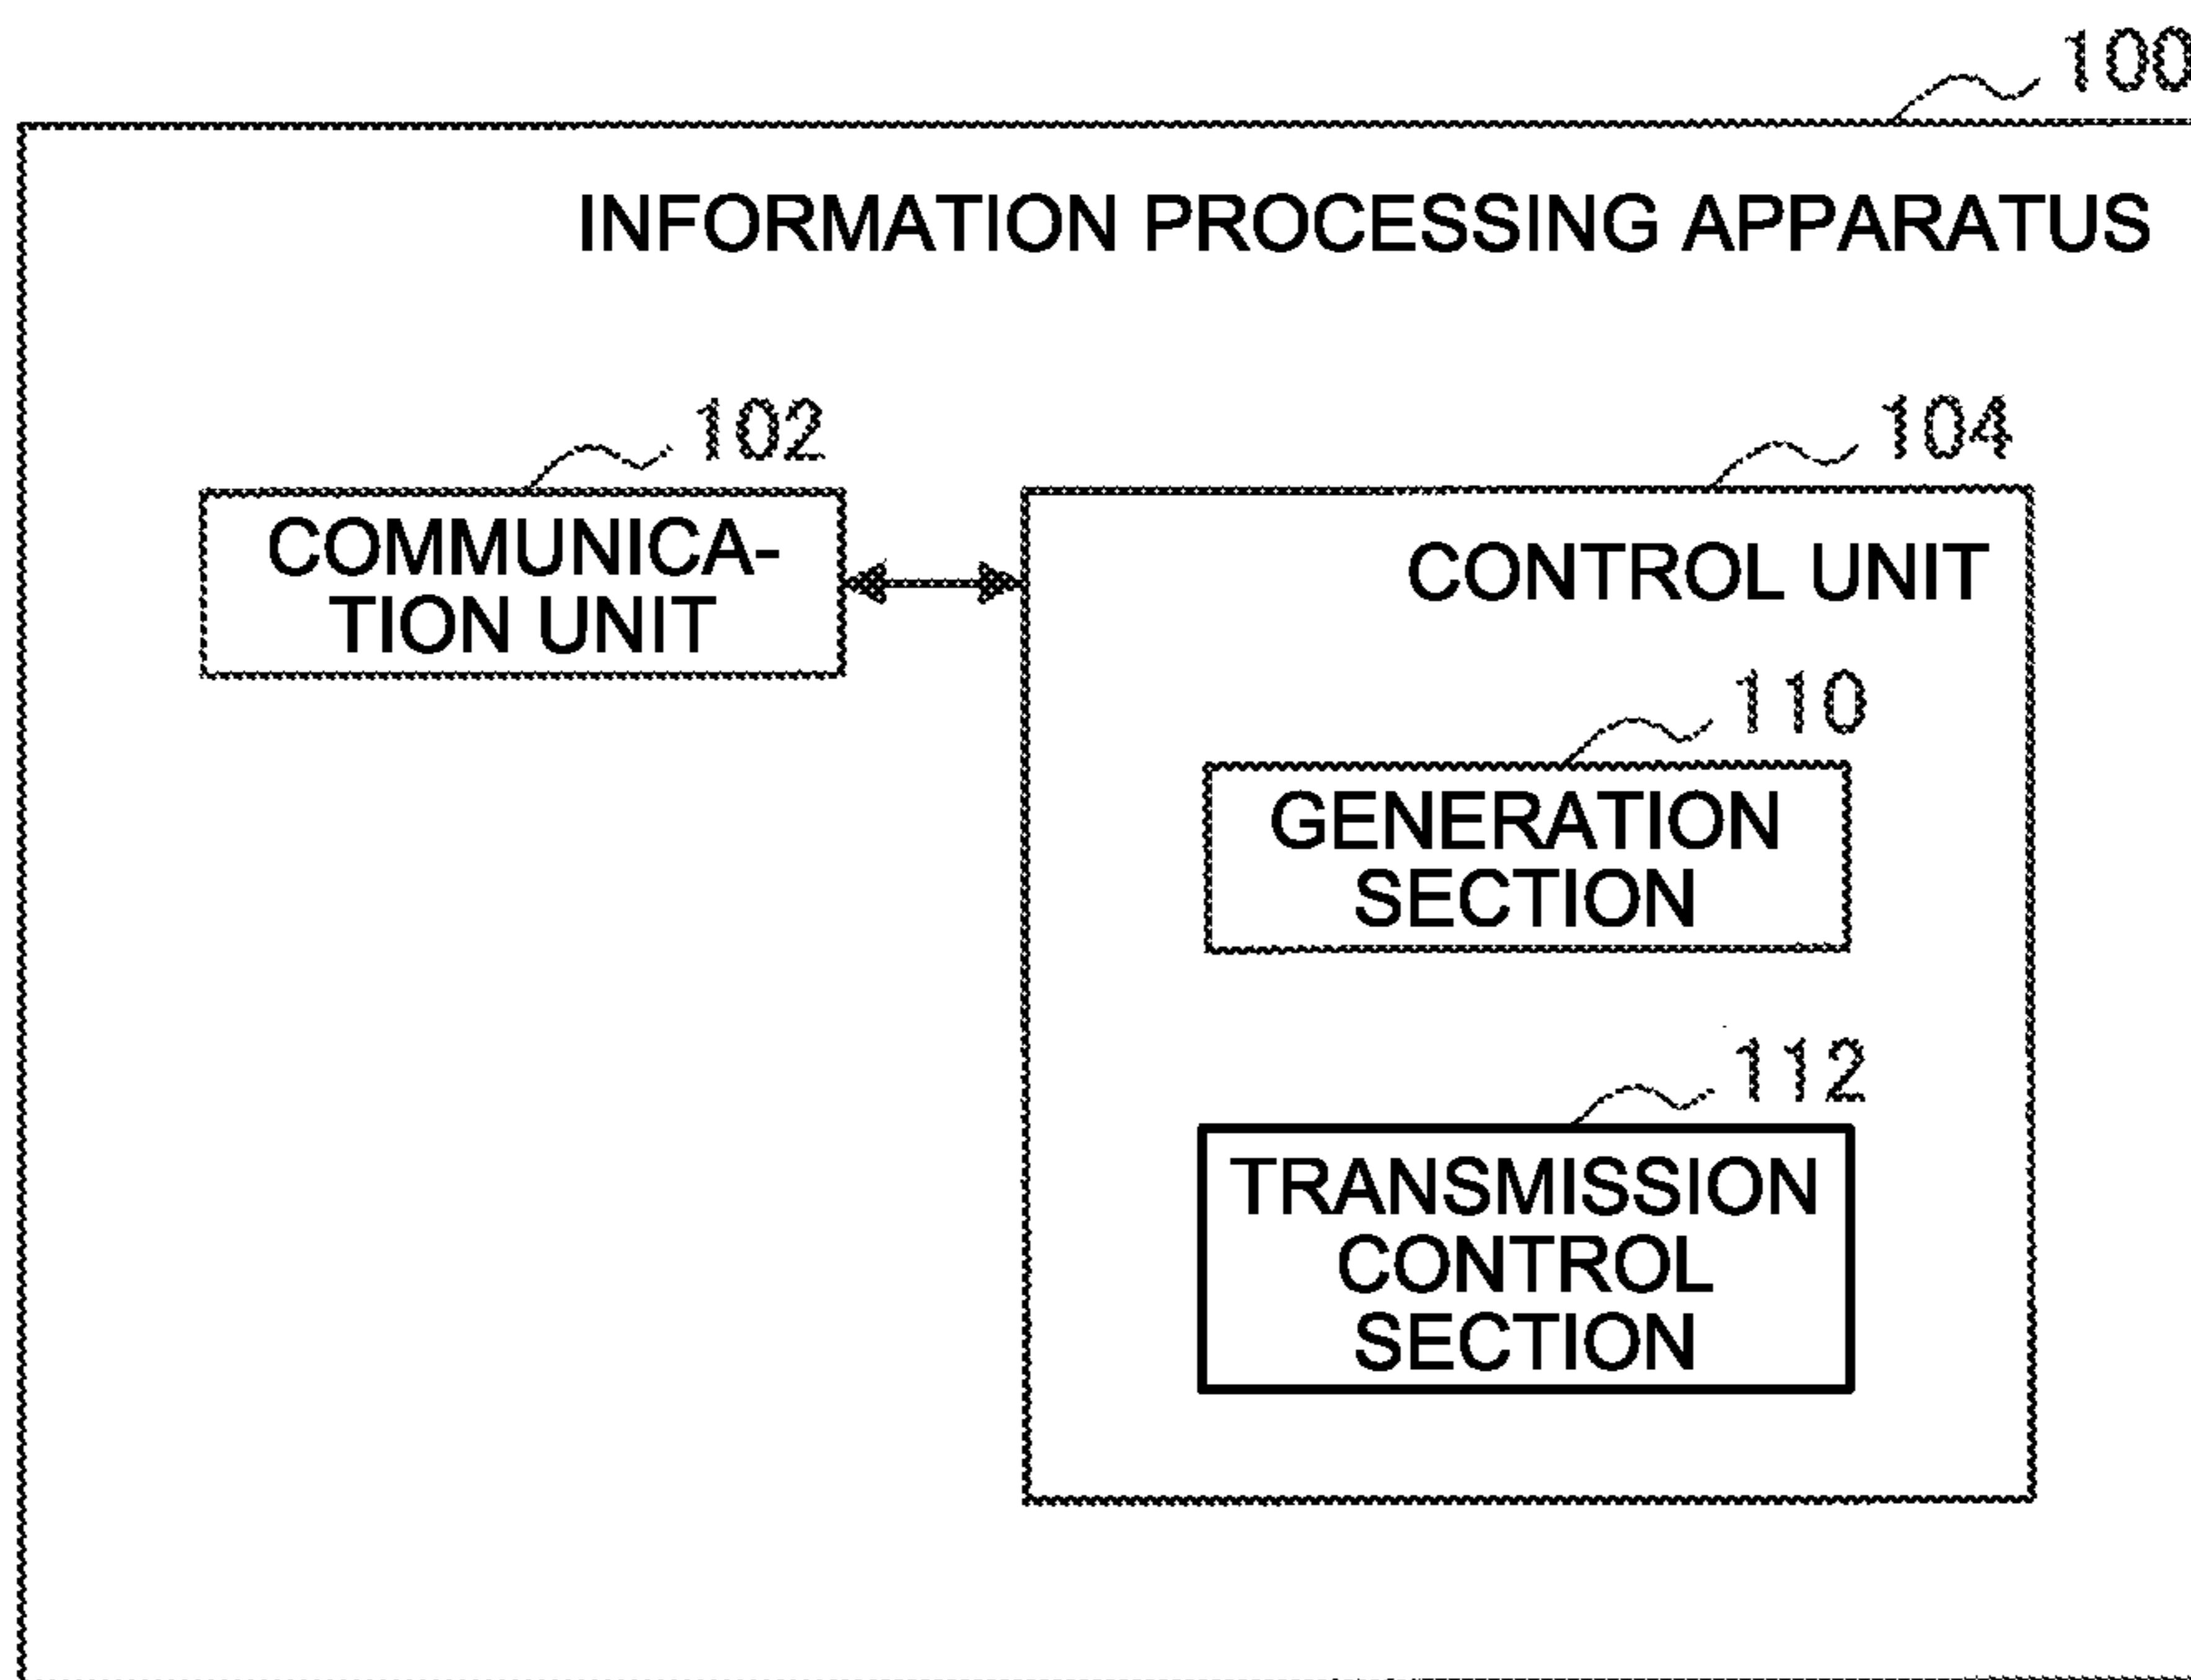 100
INFORMATION PROCESSING APPARATUS
102
COMMUNICA-
TION UNIT
104
CONTROL UNIT
110
GENERATION
SECTION
112
TRANSMISSION
CONTROL
SECTION